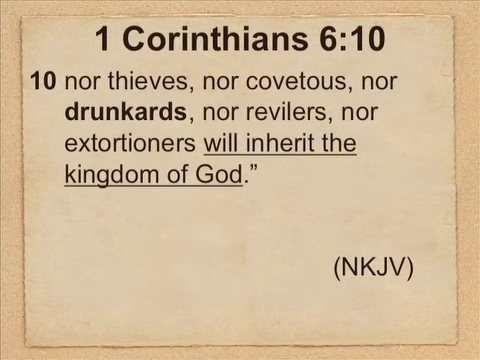 1 Corinthians 6:10
10 nor thieves, nor covetous, nor
drunkards, nor revilers, nor
extortioners will inherit the
kingdom of God.”
(NKJV)